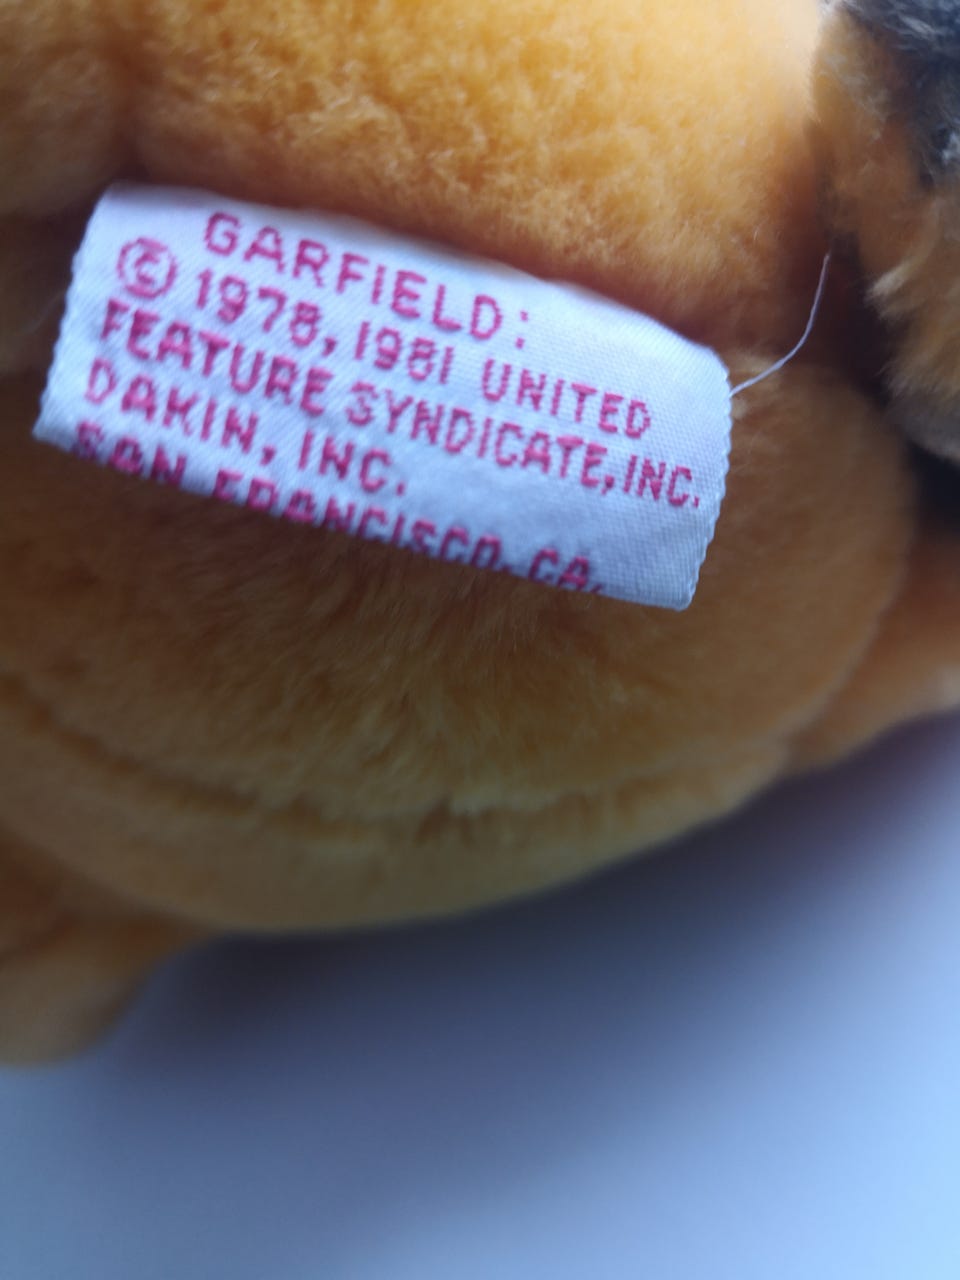 GARFIELD:
© 1978, 1981 UNITED
FEATURE SYNDICATE, INC.
DAKIN, INC.
SAN FRANCISCO, CA.